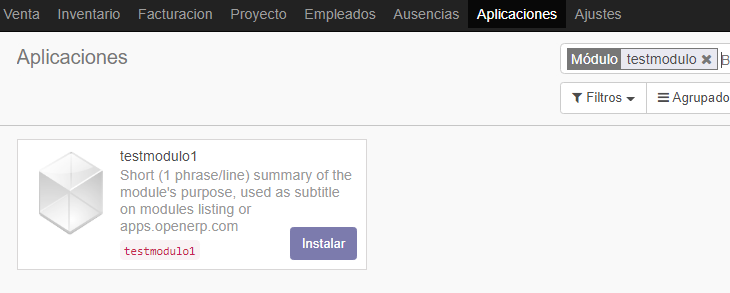 Venta Inventario Facturacion Proyecto Empleados Ausencias Aplicaciones Ajustes
Aplicaciones
Módulo testmodulo ✖ B
Filtros Agrupado
testmodulo1
Short (1 phrase/line) summary of the
module's purpose, used as subtitle
on modules listing or
apps.openerp.com
testmodulo1
Instalar